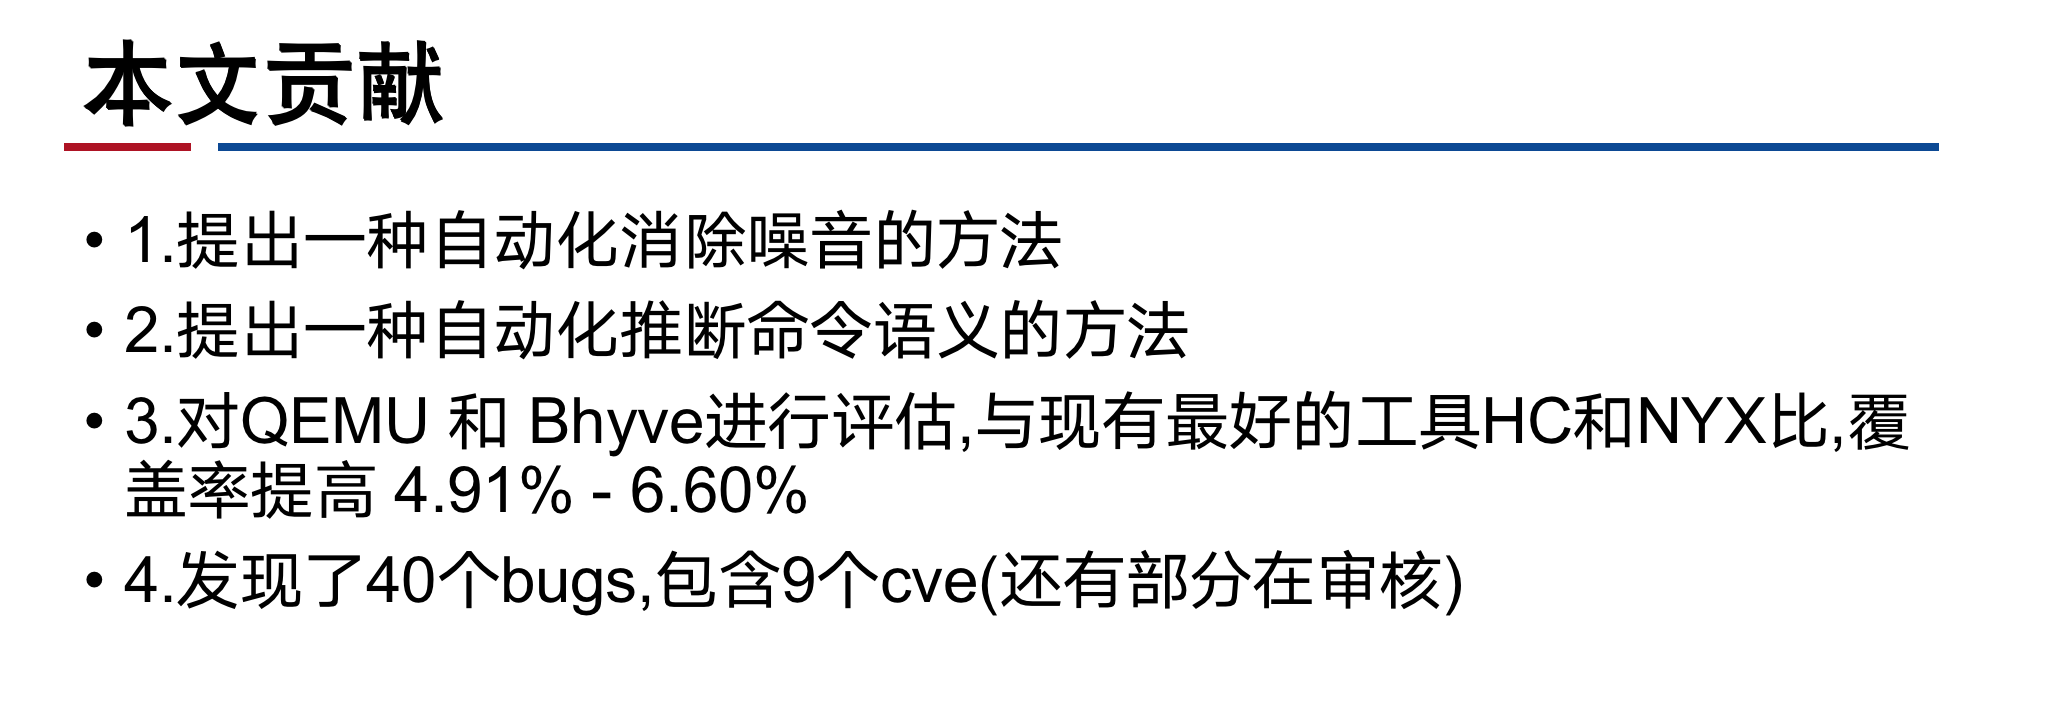 本文贡献
• 1.提出一种自动化消除噪音的方法
• 2.提出一种自动化推断命令语义的方法
• 3.对QEMU 和 Bhyve进行评估,与现有最好的工具HC和NYX比,覆
盖率提高 4.91% - 6.60%
• 4.发现了40个bugs,包含9个cve(还有部分在审核)